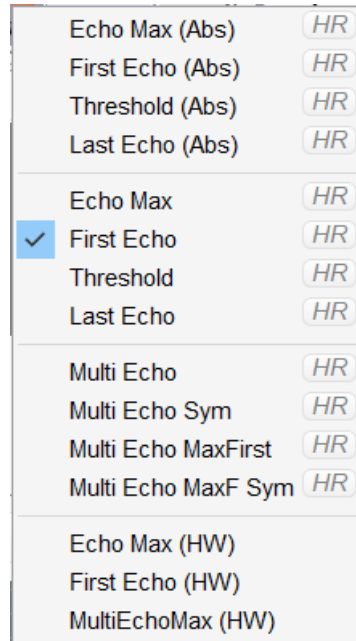 Echo Max (Abs) HR
First Echo (Abs) HR
Threshold (Abs) HR
Last Echo (Abs) HR
Echo Max HR
First Echo HR
Threshold HR
Last Echo HR
Multi Echo HR
Multi Echo Sym HR
Multi Echo MaxFirst HR
Multi Echo MaxF Sym HR
Echo Max (HW)
First Echo (HW)
MultiEchoMax (HW)